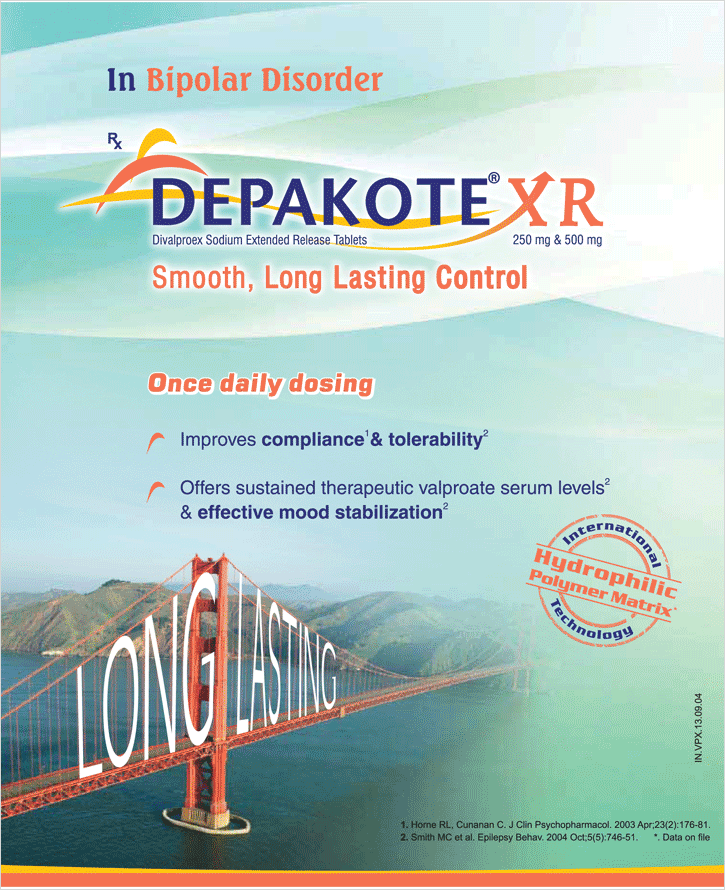 In Bipolar Disorder
Rx
DEPAKOTE® XR
Divalproex Sodium Extended Release Tablets 250 mg & 500 mg
Smooth, Long Lasting Control
Once daily dosing
Improves compliance¹ & tolerability²
Offers sustained therapeutic valproate serum levels²
& effective mood stabilization²
International
Hydrophilic
Polymer Matrix*
Technology
LONG LASTING
IN.VPX.13.09.04
1. Horne RL, Cunanan C. J Clin Psychopharmacol. 2003 Apr;23(2):176-81.
2. Smith MC et al. Epilepsy Behav. 2004 Oct;5(5):746-51. *. Data on file